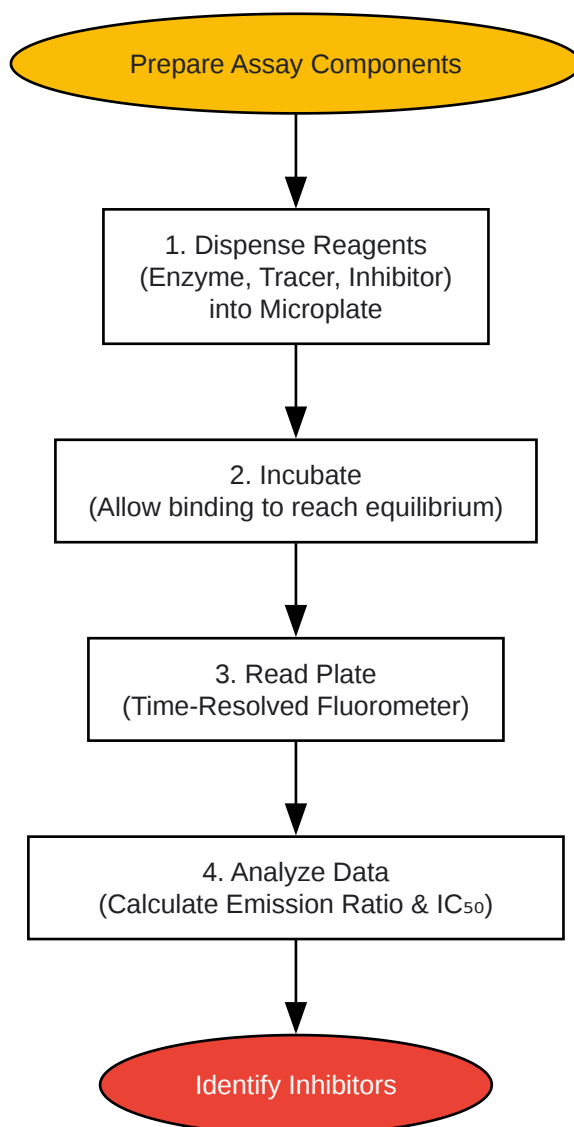 Prepare Assay Components
1. Dispense Reagents
(Enzyme, Tracer, Inhibitor)
into Microplate
2. Incubate
(Allow binding to reach equilibrium)
3. Read Plate
(Time-Resolved Fluorometer)
4. Analyze Data
(Calculate Emission Ratio & IC₅₀)
Identify Inhibitors